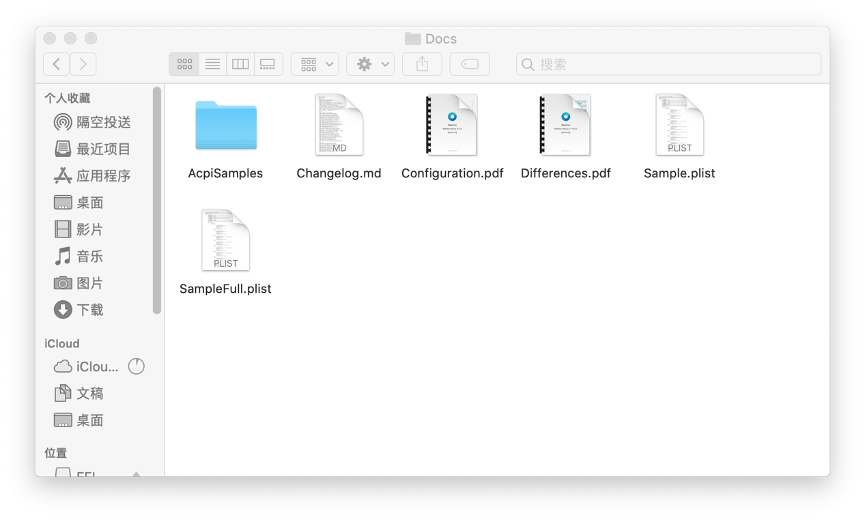 Docs
搜索
个人收藏
隔空投送
最近项目
应用程序
桌面
影片
音乐
图片
下载
iCloud
iClou...
文稿
桌面
位置
EFI
AcpiSamples
MD
Changelog.md
Configuration.pdf
Differences.pdf
PLIST
Sample.plist
PLIST
SampleFull.plist